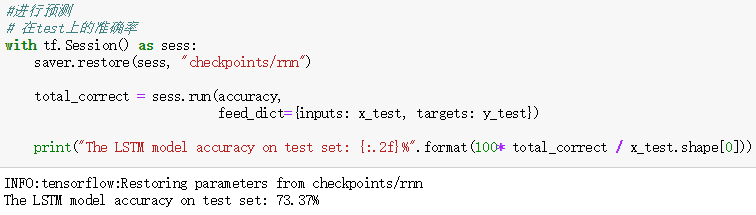 #进行预测
# 在test上的准确率
with tf.Session() as sess:
    saver.restore(sess, "checkpoints/rnn")
    total_correct = sess.run(accuracy,
                             feed_dict={inputs: x_test, targets: y_test})
    print("The LSTM model accuracy on test set: {:.2f}%".format(100* total_correct / x_test.shape[0]))
INFO:tensorflow:Restoring parameters from checkpoints/rnn
The LSTM model accuracy on test set: 73.37%